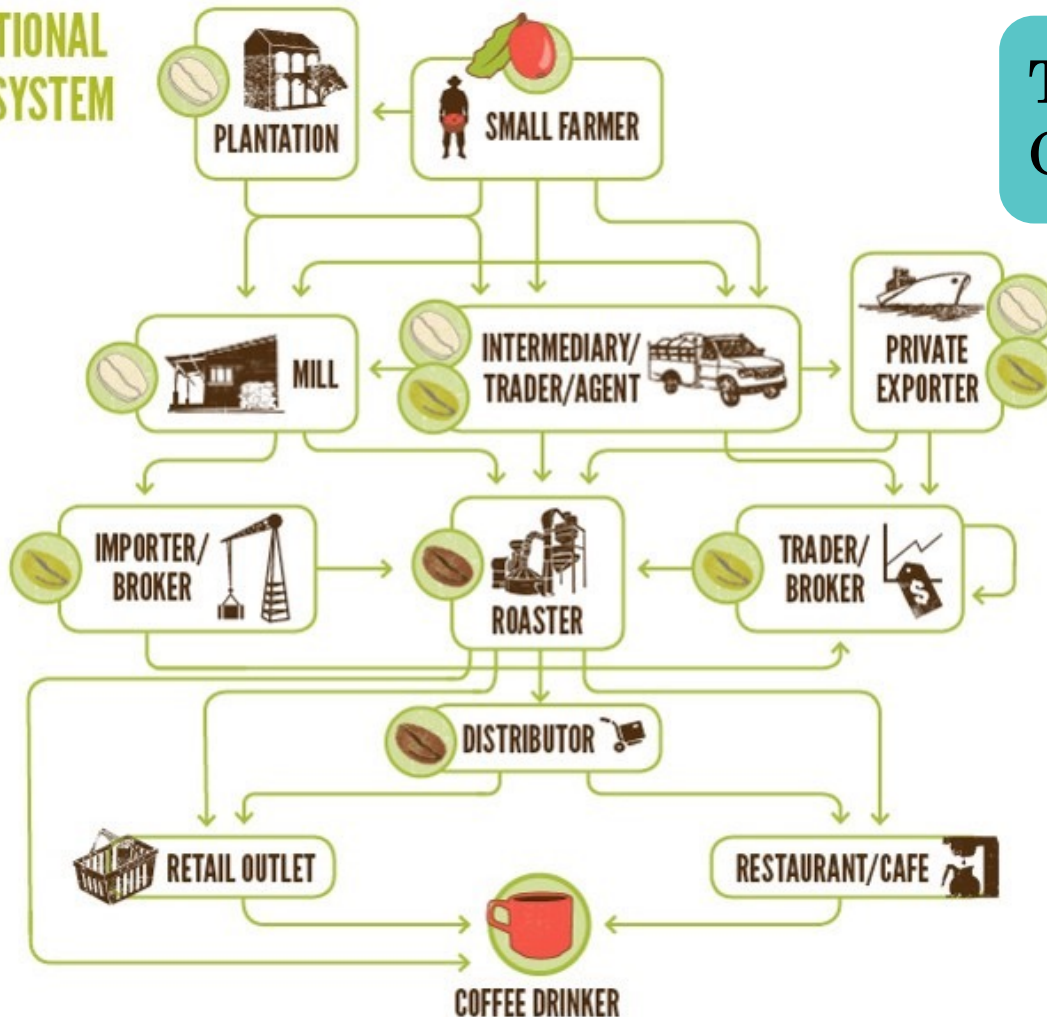 TIONAL
SYSTEM
T
C
PLANTATION
SMALL FARMER
MILL
INTERMEDIARY/
TRADER/AGENT
PRIVATE
EXPORTER
IMPORTER/
BROKER
ROASTER
TRADER/
BROKER
$
DISTRIBUTOR
RETAIL OUTLET
RESTAURANT/CAFE
COFFEE DRINKER